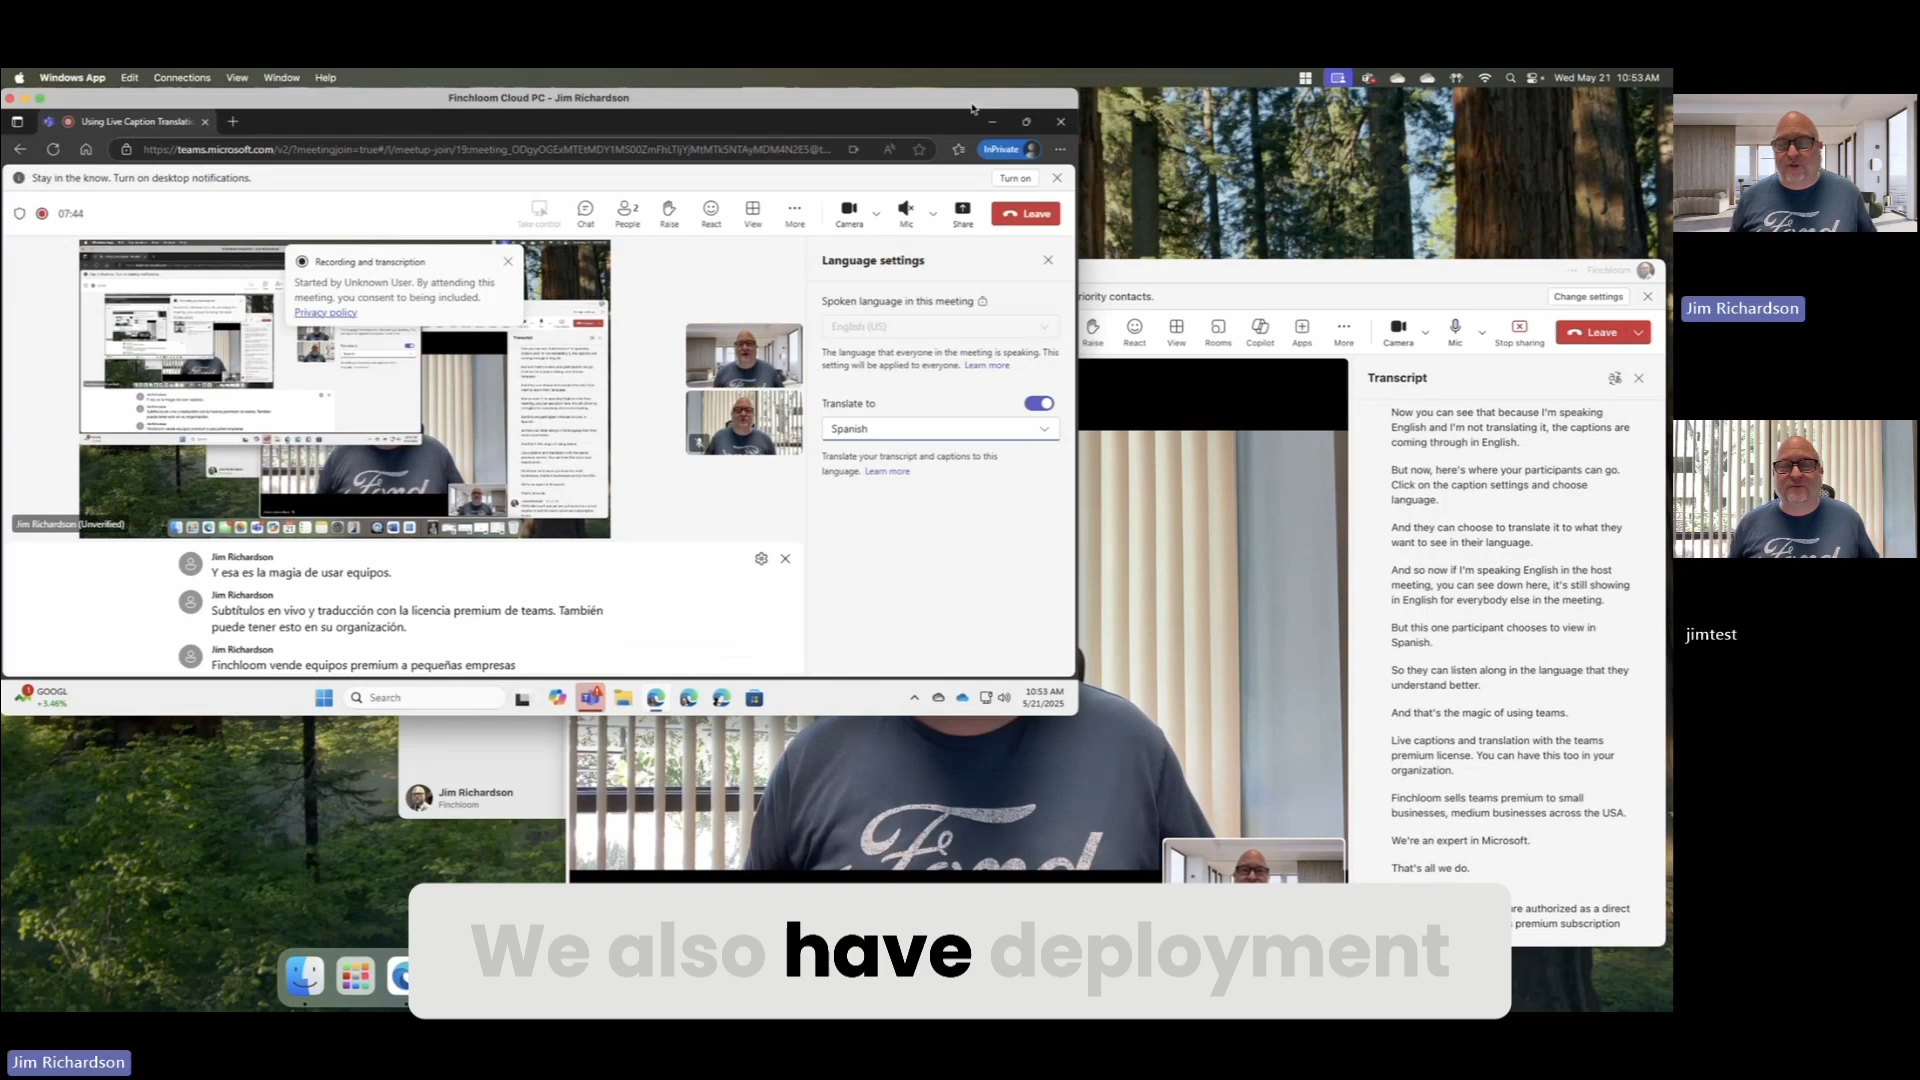 Windows App Edit Connections View Window Help
Wed May 21 10:53 AM
Finchloom Cloud PC - Jim Richardson
Using Live Caption Translati
https://teams.microsoft.com/v2/?meetingjoin=true#/l/meetup-join/19:meeting_
InPrivate
Stay in the know. Turn on desktop notifications.
Turn on
07:44
Take control
Chat
2
People
Raise
React
View
More
Camera
Mic
Share
Leave
Recording and transcription
Started by Unknown User. By attending this
meeting, you consent to being included.
Privacy policy
Jim Richardson (Unverified)
Language settings
Spoken language in this meeting
English (US)
The language that everyone in the meeting is speaking. This
setting will be applied to everyone. Learn more
Translate to
Spanish
Translate your transcript and captions to this
language. Learn more
Jim Richardson
Y esa es la magia de usar equipos.
Jim Richardson
Subtítulos en vivo y traducción con la licencia premium de teams. También
puede tener esto en su organización.
Jim Richardson
Finchloom vende equipos premium a pequeñas empresas
GOOGL
+3.46%
Search
10:53 AM
5/21/2025
Finchloom
riority contacts.
Change settings
Raise
React
View
Rooms
Copilot
Apps
More
Camera
Mic
Stop sharing
Leave
Transcript
Now you can see that because I'm speaking
English and I'm not translating it, the captions are
coming through in English.
But now, here's where your participants can go.
Click on the caption settings and choose
language.
And they can choose to translate it to what they
want to see in their language.
And so now if I'm speaking English in the host
meeting, you can see down here, it's still showing
in English for everybody else in the meeting.
But this one participant chooses to view in
Spanish.
So they can listen along in the language that they
understand better.
And that's the magic of using teams.
Live captions and translation with the teams
premium license. You can have this too in your
organization.
Finchloom sells teams premium to small
businesses, medium businesses across the USA.
We're an expert in Microsoft.
That's all we do.
re authorized as a direct
premium subscription
Jim Richardson
Finchloom
We also have deployment
Jim Richardson
jimtest
Jim Richardson